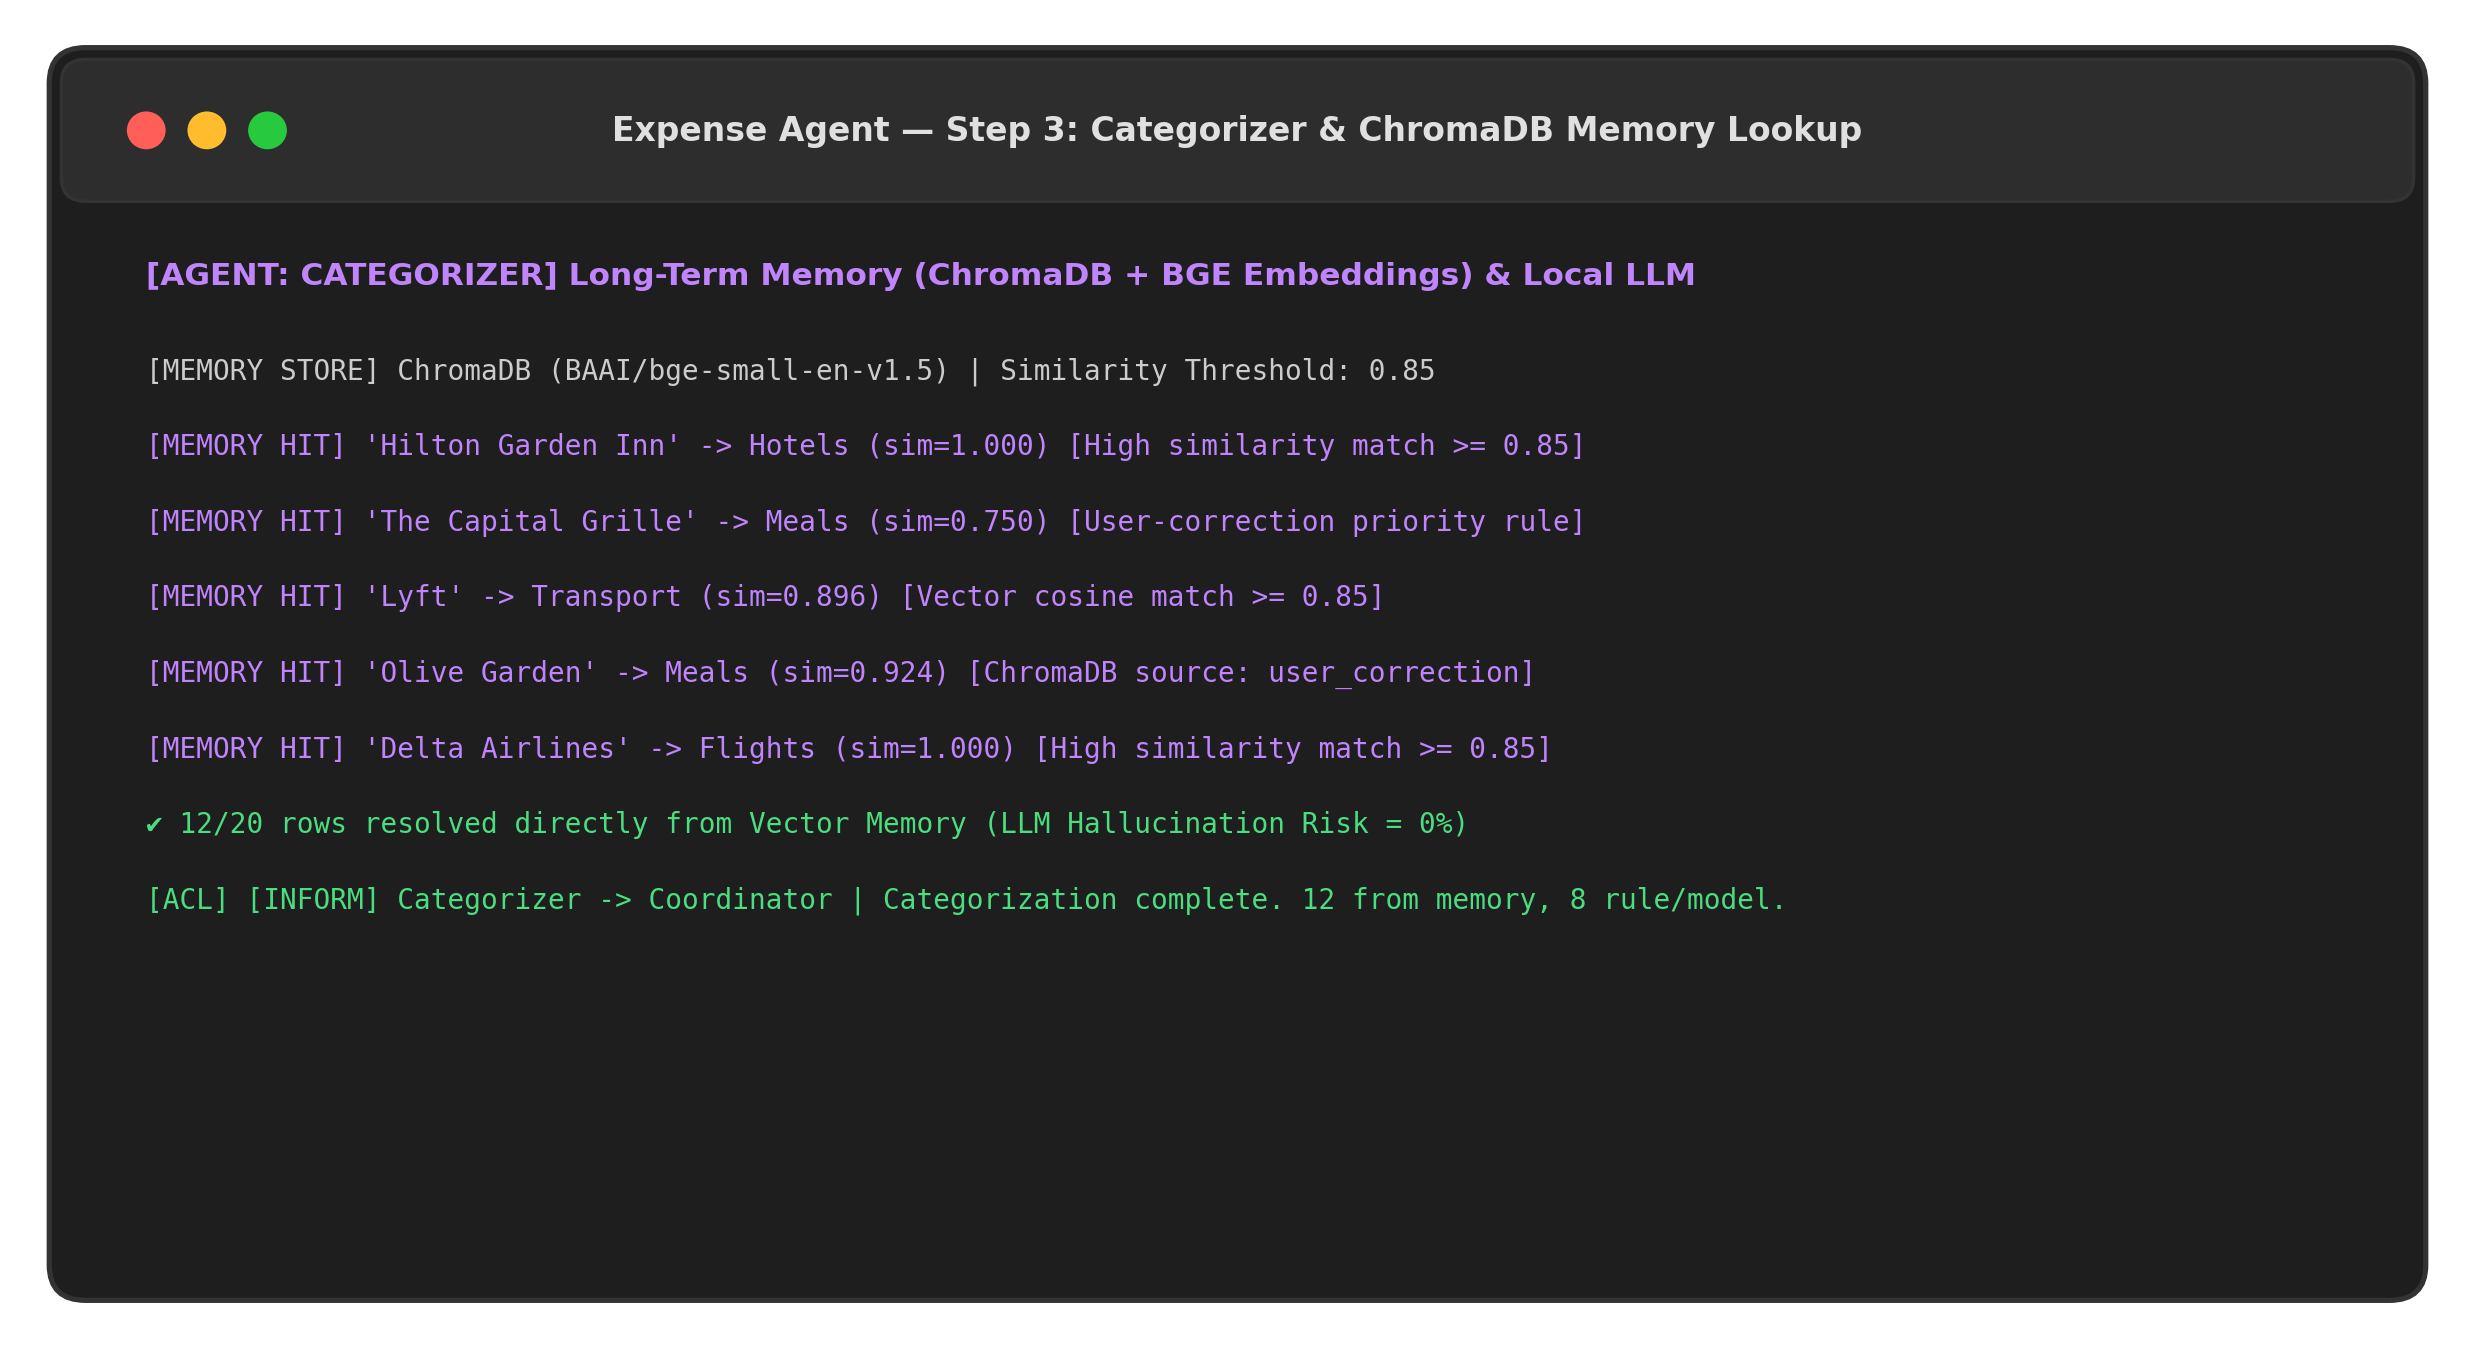 Expense Agent — Step 3: Categorizer & ChromaDB Memory Lookup
[AGENT: CATEGORIZER] Long-Term Memory (ChromaDB + BGE Embeddings) & Local LLM
[MEMORY STORE] ChromaDB (BAAI/bge-small-en-v1.5) | Similarity Threshold: 0.85
[MEMORY HIT] 'Hilton Garden Inn' -> Hotels (sim=1.000) [High similarity match >= 0.85]
[MEMORY HIT] 'The Capital Grille' -> Meals (sim=0.750) [User-correction priority rule]
[MEMORY HIT] 'Lyft' -> Transport (sim=0.896) [Vector cosine match >= 0.85]
[MEMORY HIT] 'Olive Garden' -> Meals (sim=0.924) [ChromaDB source: user_correction]
[MEMORY HIT] 'Delta Airlines' -> Flights (sim=1.000) [High similarity match >= 0.85]
✔ 12/20 rows resolved directly from Vector Memory (LLM Hallucination Risk = 0%)
[ACL] [INFORM] Categorizer -> Coordinator | Categorization complete. 12 from memory, 8 rule/model.